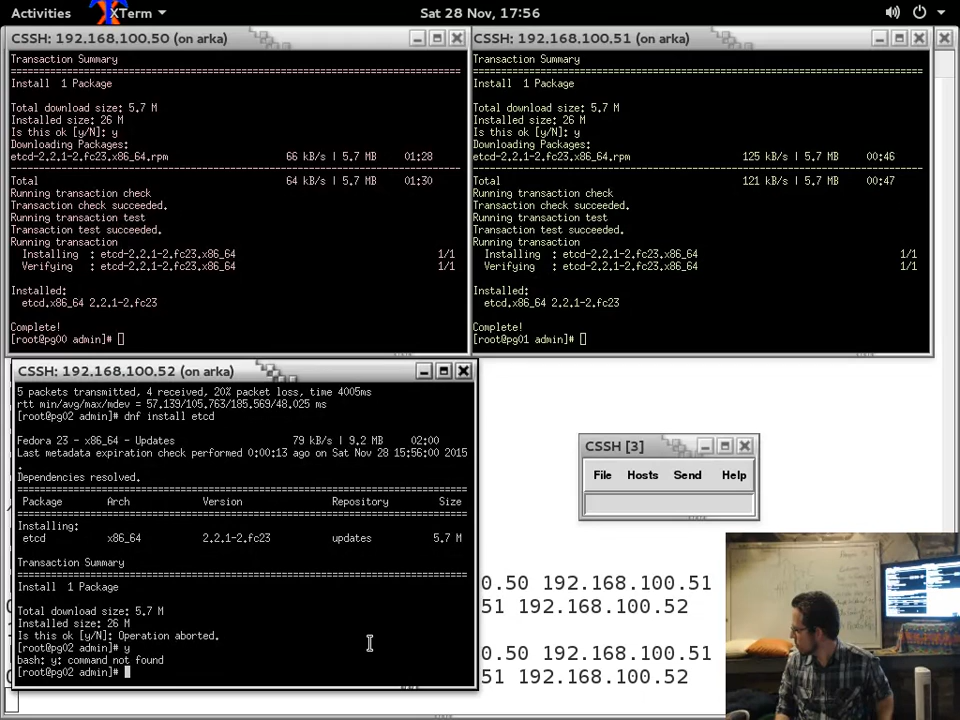 Activities XTerm Sat 28 Nov, 17:56
CSSH: 192.168.100.50 (on arka)
Transaction Summary
Install 1 Package
Total download size: 5.7 M
Installed size: 26 M
Is this ok [y/N]: y
Downloading Packages:
etcd-2.2.1-2.fc23.x86_64.rpm 66 kB/s | 5.7 MB 01:28
Total 64 kB/s | 5.7 MB 01:30
Running transaction check
Transaction check succeeded.
Running transaction test
Transaction test succeeded.
Running transaction
Installing : etcd-2.2.1-2.fc23.x86_64 1/1
Verifying : etcd-2.2.1-2.fc23.x86_64 1/1
Installed:
etcd.x86_64 2.2.1-2.fc23
Complete!
[root@pg00 admin]#
CSSH: 192.168.100.51 (on arka)
Transaction Summary
Install 1 Package
Total download size: 5.7 M
Installed size: 26 M
Is this ok [y/N]: y
Downloading Packages:
etcd-2.2.1-2.fc23.x86_64.rpm 125 kB/s | 5.7 MB 00:46
Total 121 kB/s | 5.7 MB 00:47
Running transaction check
Transaction check succeeded.
Running transaction test
Transaction test succeeded.
Running transaction
Installing : etcd-2.2.1-2.fc23.x86_64 1/1
Verifying : etcd-2.2.1-2.fc23.x86_64 1/1
Installed:
etcd.x86_64 2.2.1-2.fc23
Complete!
[root@pg01 admin]#
CSSH: 192.168.100.52 (on arka)
5 packets transmitted, 4 received, 20% packet loss, time 4005ms
rtt min/avg/max/mdev = 57.139/105.763/185.569/48.025 ms
[root@pg02 admin]# dnf install etcd
Fedora 23 - x86_64 - Updates 79 kB/s | 9.2 MB 02:00
Last metadata expiration check performed 0:00:13 ago on Sat Nov 28 15:56:00 2015
.
Dependencies resolved.
Package Arch Version Repository Size
Installing:
etcd x86_64 2.2.1-2.fc23 updates 5.7 M
Transaction Summary
Install 1 Package
Total download size: 5.7 M
Installed size: 26 M
Is this ok [y/N]: Operation aborted.
[root@pg02 admin]# y
bash: y: command not found
[root@pg02 admin]#
CSSH [3]
File Hosts Send Help
0.50 192.168.100.51
51 192.168.100.52
0.50 192.168.100.51
51 192.168.100.52